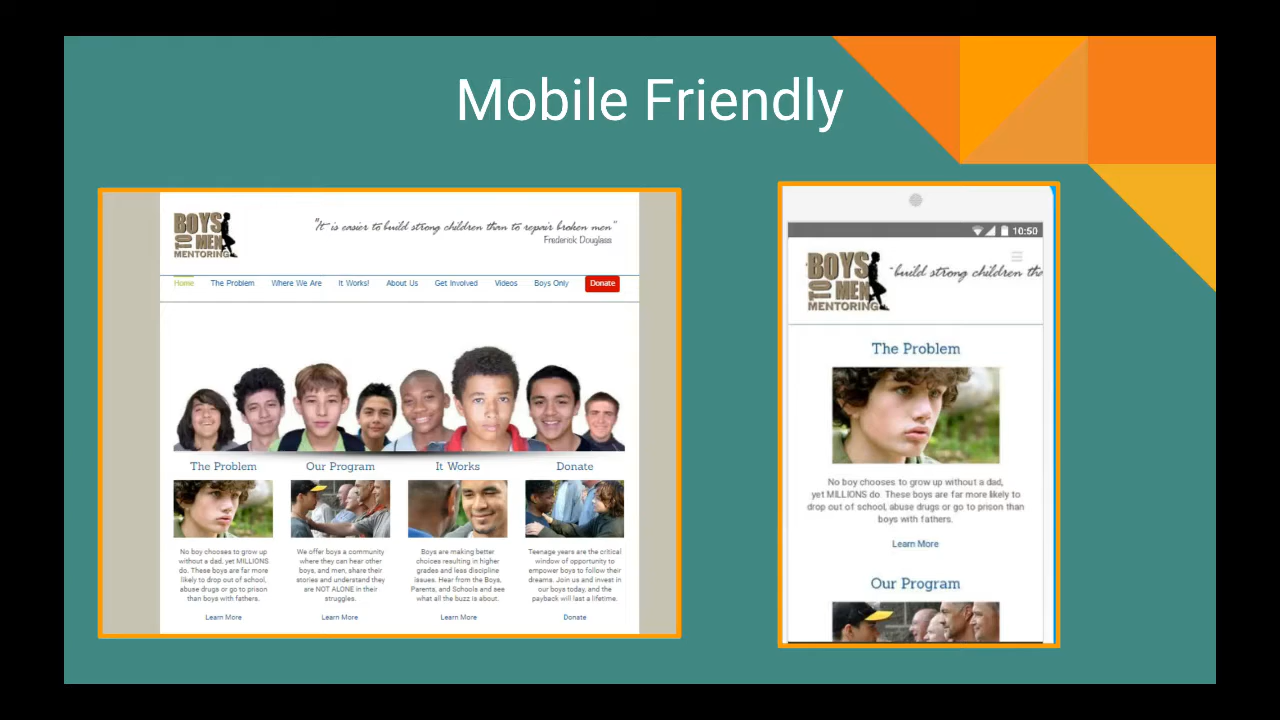 Mobile Friendly
BOYS
TO MEN
MENTORING
"It is easier to build strong children than to repair broken men"
Frederick Douglass
Home The Problem Where We Are It Works! About Us Get Involved Videos Boys Only Donate
The Problem
No boy chooses to grow up
without a dad, yet MILLIONS
do. These boys are far more
likely to drop out of school,
abuse drugs or go to prison
than boys with fathers.
Learn More
Our Program
We offer boys a community
where they can hear other
boys, and men, share their
stories and understand they
are NOT ALONE in their
struggles.
Learn More
It Works
Boys are making better
choices resulting in higher
grades and less discipline
issues. Hear from the Boys,
Parents, and Schools and see
what all the buzz is about.
Learn More
Donate
Teenage years are the critical
window of opportunity to
empower boys to follow their
dreams. Join us and invest in
our boys today, and the
payback will last a lifetime.
Donate
10:50
BOYS
TO MEN
MENTORING
build strong children the
The Problem
No boy chooses to grow up without a dad,
yet MILLIONS do. These boys are far more likely to
drop out of school, abuse drugs or go to prison than
boys with fathers.
Learn More
Our Program